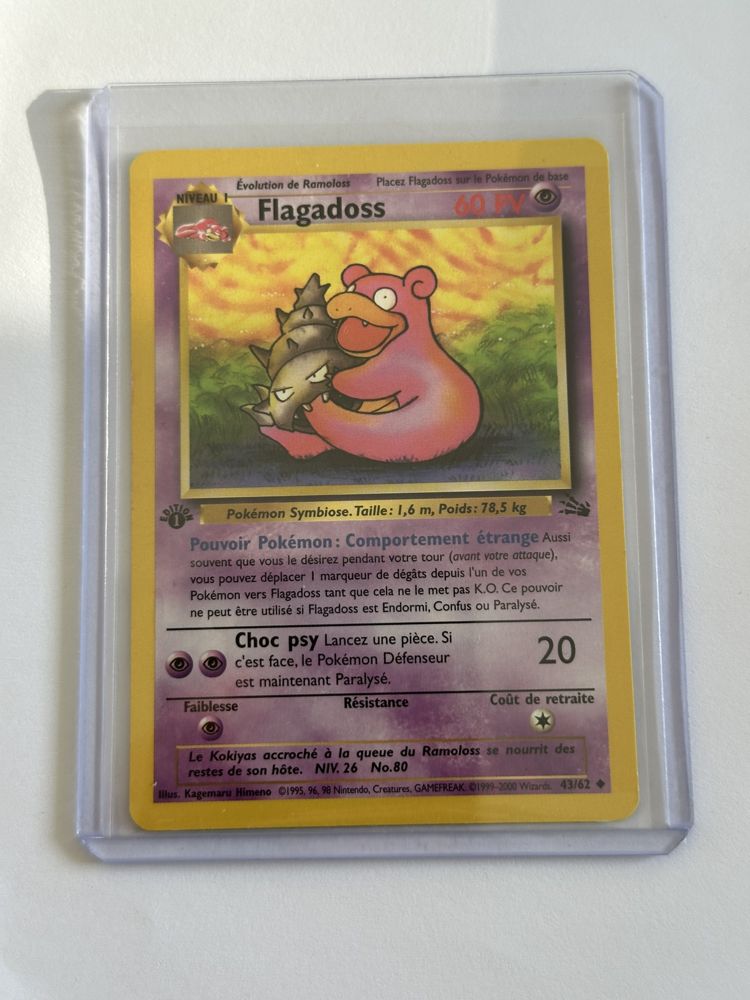 Évolution de Ramoloss Placez Flagadoss sur le Pokémon de base
NIVEAU 1
Flagadoss 60 PV
EDITION 1
Pokémon Symbiose. Taille: 1,6 m, Poids: 78,5 kg
Pouvoir Pokémon: Comportement étrange Aussi
souvent que vous le désirez pendant votre tour (avant votre attaque),
vous pouvez déplacer 1 marqueur de dégâts depuis l'un de vos
Pokémon vers Flagadoss tant que cela ne le met pas K.O. Ce pouvoir
ne peut être utilisé si Flagadoss est Endormi, Confus ou Paralysé.
Choc psy Lancez une pièce. Si
c'est face, le Pokémon Défenseur
est maintenant Paralysé.
20
Faiblesse Résistance Coût de retraite
Le Kokiyas accroché à la queue du Ramoloss se nourrit des
restes de son hôte. NIV. 26 No.80
Illus. Kagemaru Himeno ©1995, 96, 98 Nintendo, Creatures, GAMEFREAK. ©1999-2000 Wizards. 43/62